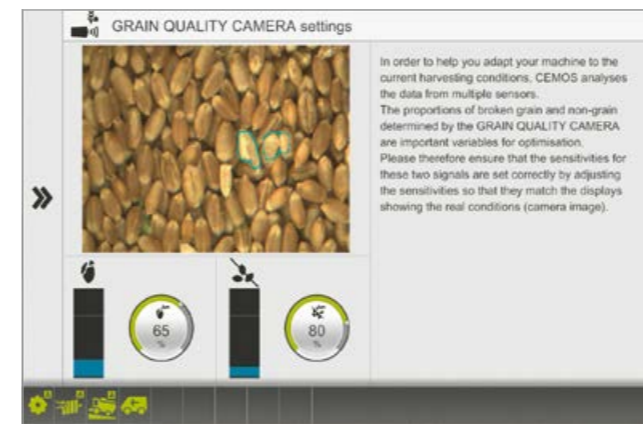 GRAIN QUALITY CAMERA settings
In order to help you adapt your machine to the
current harvesting conditions, CEMOS analyses
the data from multiple sensors.
The proportions of broken grain and non-grain
determined by the GRAIN QUALITY CAMERA
are important variables for optimisation.
Please therefore ensure that the sensitivities for
these two signals are set correctly by adjusting
the sensitivities so that they match the displays
showing the real conditions (camera image).
65
%
80
%